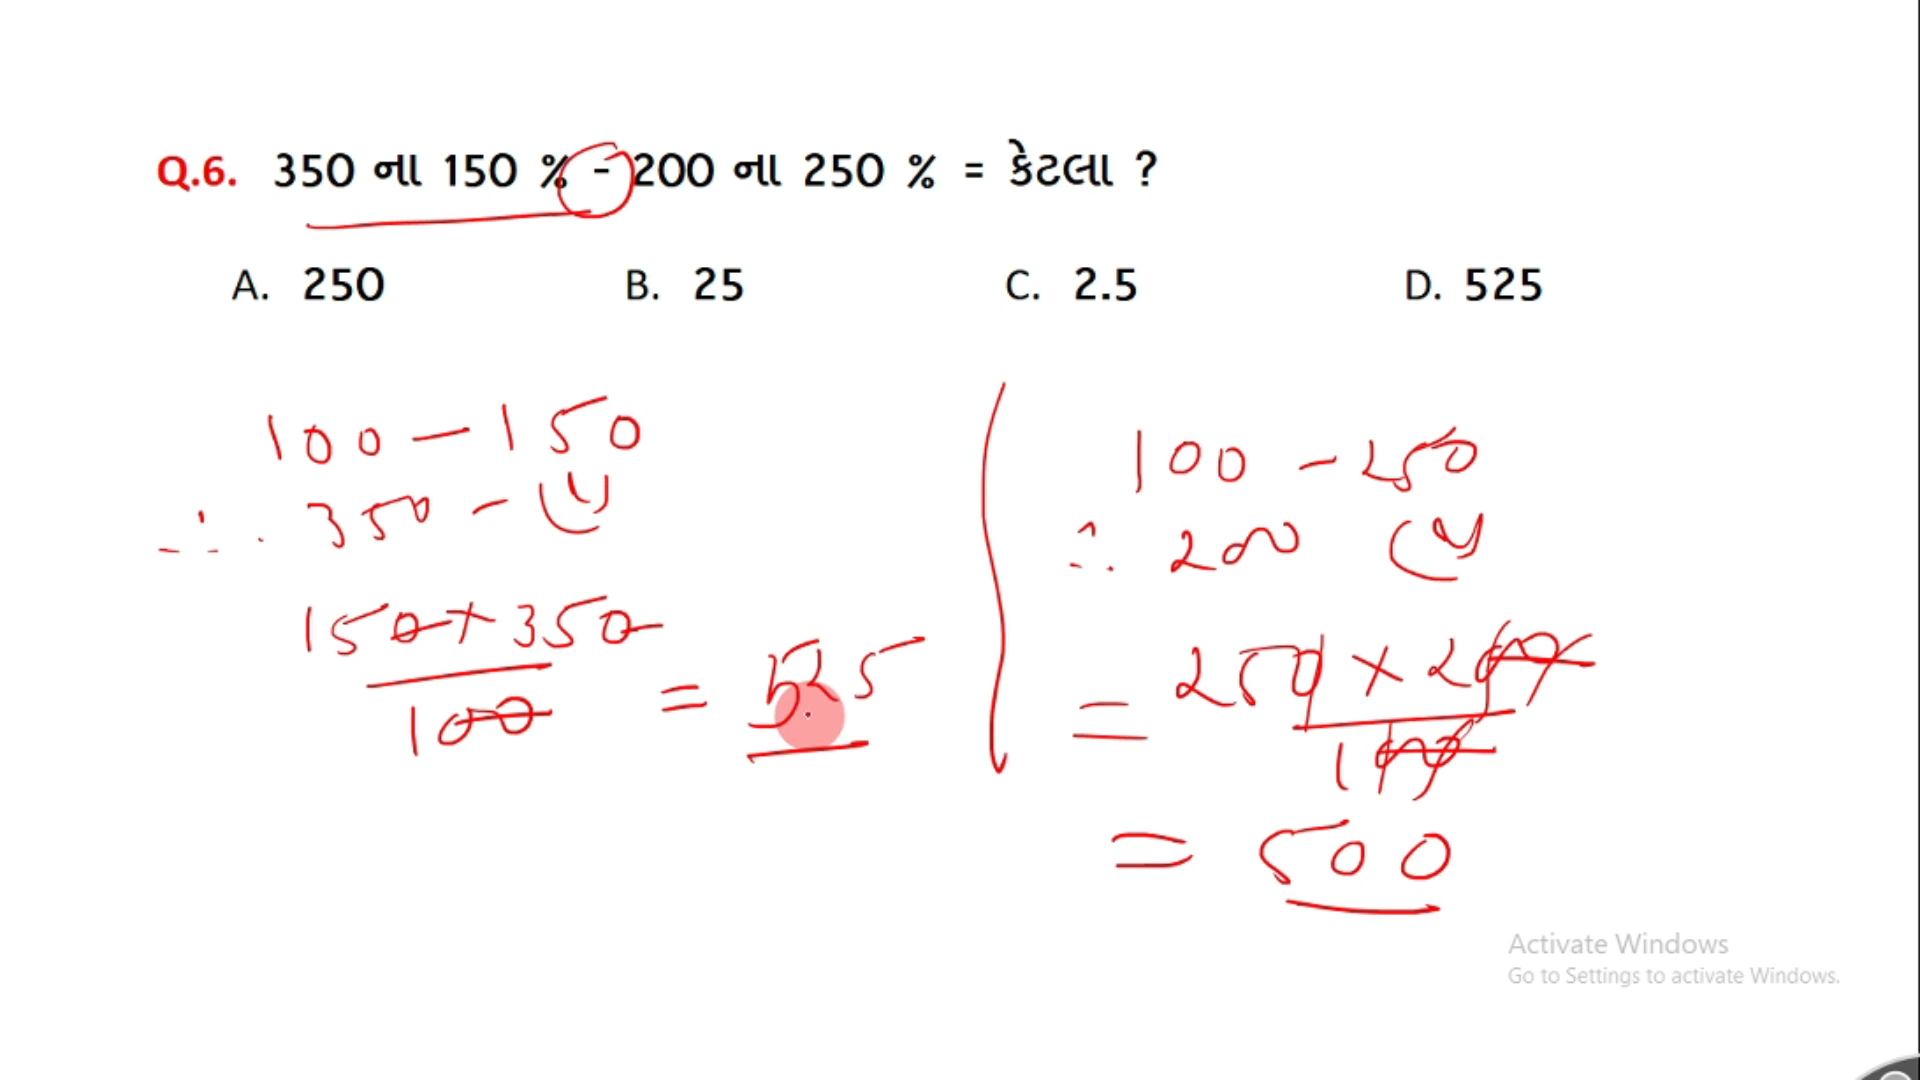 Q.6. 350 ના 150 % - 200 ના 250 % = કેટલા ?
A. 250 B. 25 C. 2.5 D. 525
100 - 150
∴ 350 - (?)
150 × 350
100
= 525
100 - 250
∴ 200 (?)
= 250 × 200
100
= 500
Activate Windows
Go to Settings to activate Windows.